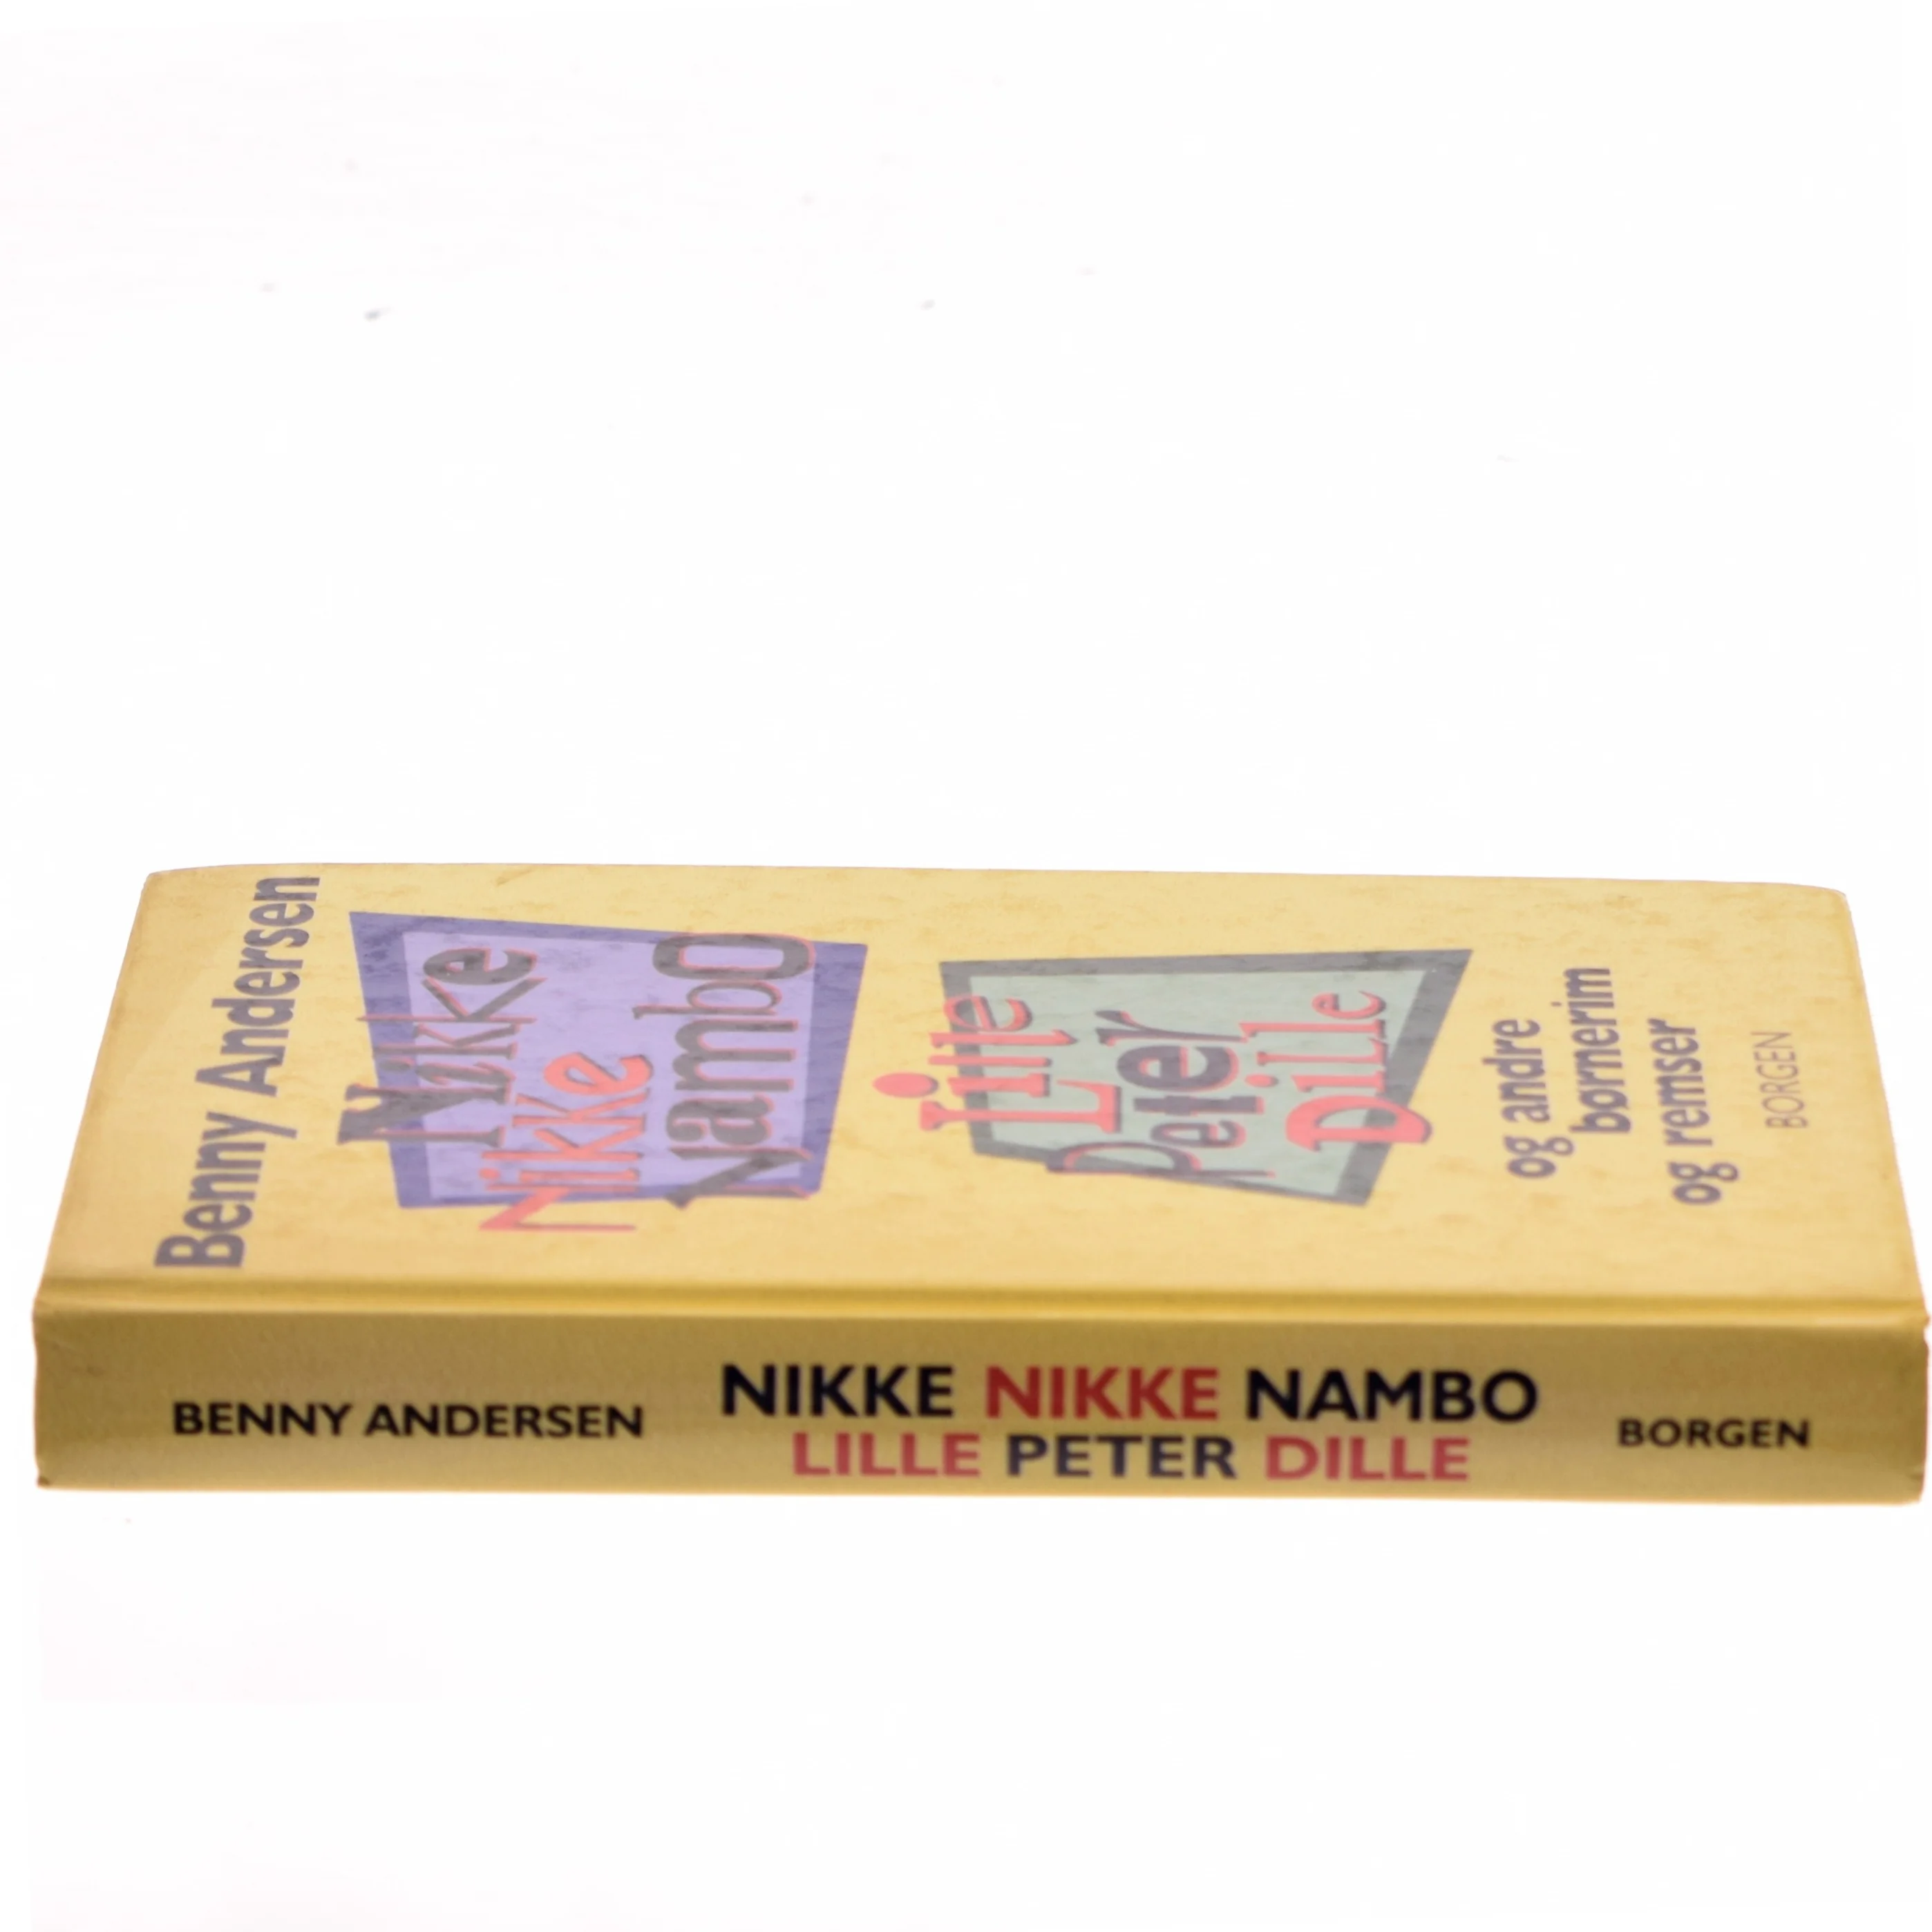 Benny Andersen
Nikke
Nikke
Nambo
Lille
Peter
Dille
og andre
børnerim
og remser
BORGEN
BENNY ANDERSEN
NIKKE NIKKE NAMBO
LILLE PETER DILLE
BORGEN